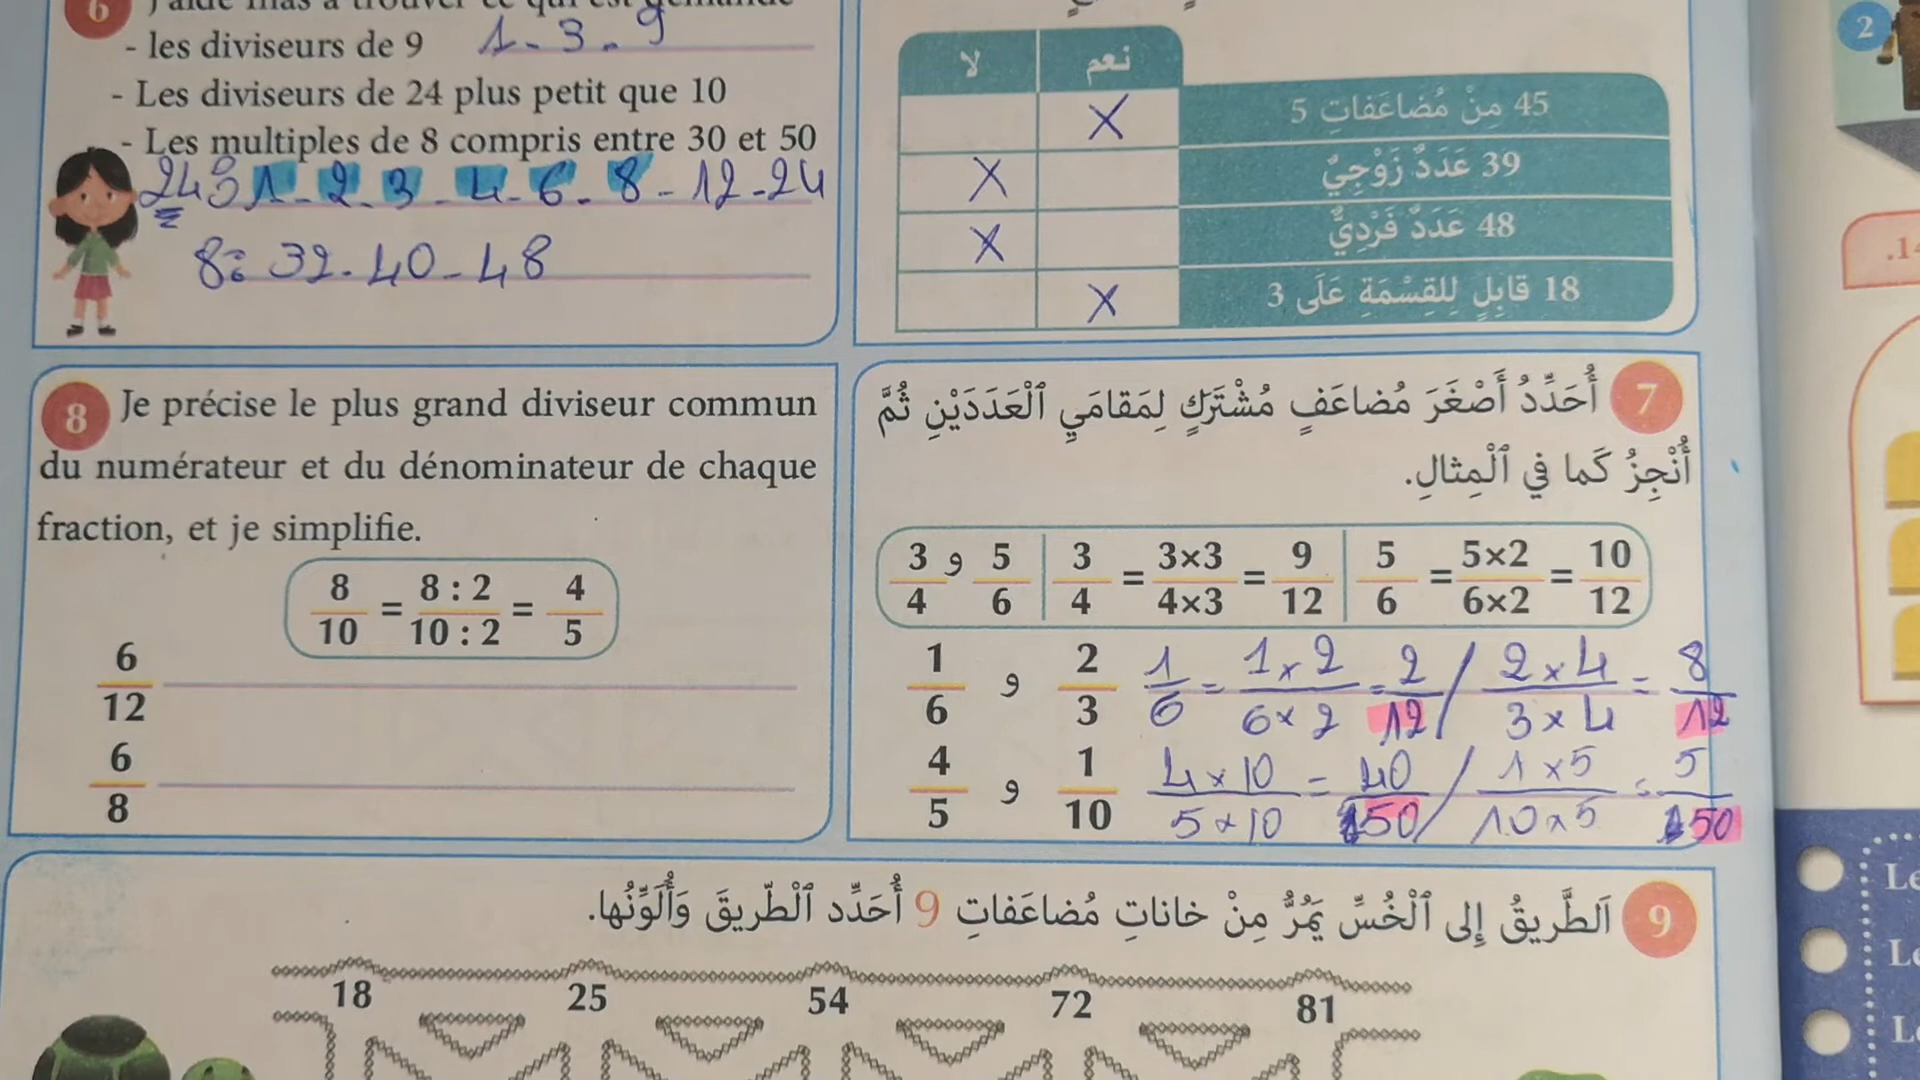 6
- les diviseurs de 9 1 - 3 - 9
- Les diviseurs de 24 plus petit que 10
- Les multiples de 8 compris entre 30 et 50
24: 1 - 2 - 3 - 4 - 6 - 8 - 12 - 24
8: 32 - 40 - 48
نعم لا
45 مِنْ مُضاعَفاتِ 5 X
39 عَدَدٌ زَوْجِيٌّ X
48 عَدَدٌ فَرْدِيٌّ X
18 قابِلٍ لِلقِسْمَةِ عَلَى 3 X
7 أُحَدِّدُ أَصْغَرَ مُضاعَفٍ مُشْتَرَكٍ لِمَقامَيِ ٱلْعَدَدَيْنِ ثُمَّ
أُنْجِزُ كَما في ٱلْمِثالِ.
3/4 و 5/6 | 3/4 = 3×3/4×3 = 9/12 | 5/6 = 5×2/6×2 = 10/12
1/6 و 2/3 1/6 = 1×2/6×2 = 2/12 / 2×4/3×4 = 8/12
4/5 و 1/10 4×10/5×10 = 40/50 / 1×5/10×5 = 5/50
8 Je précise le plus grand diviseur commun
du numérateur et du dénominateur de chaque
fraction, et je simplifie.
8/10 = 8 : 2/10 : 2 = 4/5
6/12
6/8
9 اَلطَّريقُ إِلى ٱلْخُسِّ يَمُرُّ مِنْ خاناتِ مُضاعَفاتِ 9 أُحَدِّد ٱلْطّريقَ وَأُلَوِّنُها.
18 25 54 72 81
2
.14
Le
Le
Le